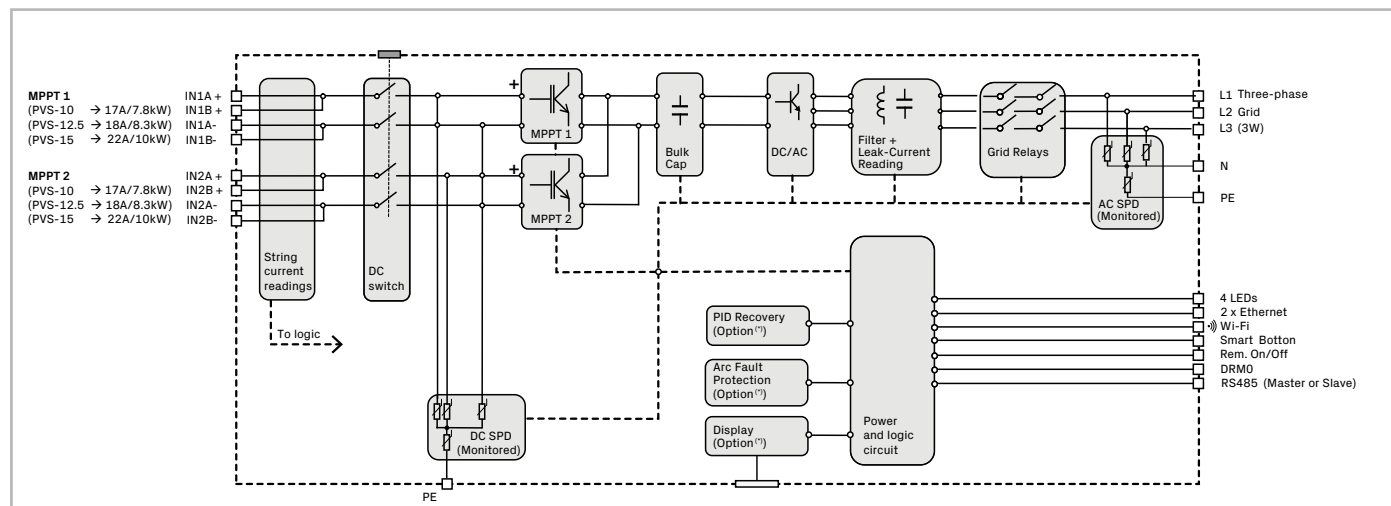 MPPT 1
(PVS-10 → 17A/7.8kW)
(PVS-12.5 → 18A/8.3kW)
(PVS-15 → 22A/10kW)
IN1A +
IN1B +
IN1A-
IN1B-
MPPT 2
(PVS-10 → 17A/7.8kW)
(PVS-12.5 → 18A/8.3kW)
(PVS-15 → 22A/10kW)
IN2A +
IN2B +
IN2A-
IN2B-
String
current
readings
To logic
DC
switch
+
MPPT 1
+
MPPT 2
Bulk
Cap
DC/AC
Filter +
Leak-Current
Reading
Grid Relays
AC SPD
(Monitored)
L1 Three-phase
L2 Grid
L3 (3W)
N
PE
DC SPD
(Monitored)
PE
PID Recovery
(Option (*))
Arc Fault
Protection
(Option (*))
Display
(Option (*))
Power
and logic
circuit
4 LEDs
2 x Ethernet
Wi-Fi
Smart Botton
Rem. On/Off
DRM0
RS485 (Master or Slave)